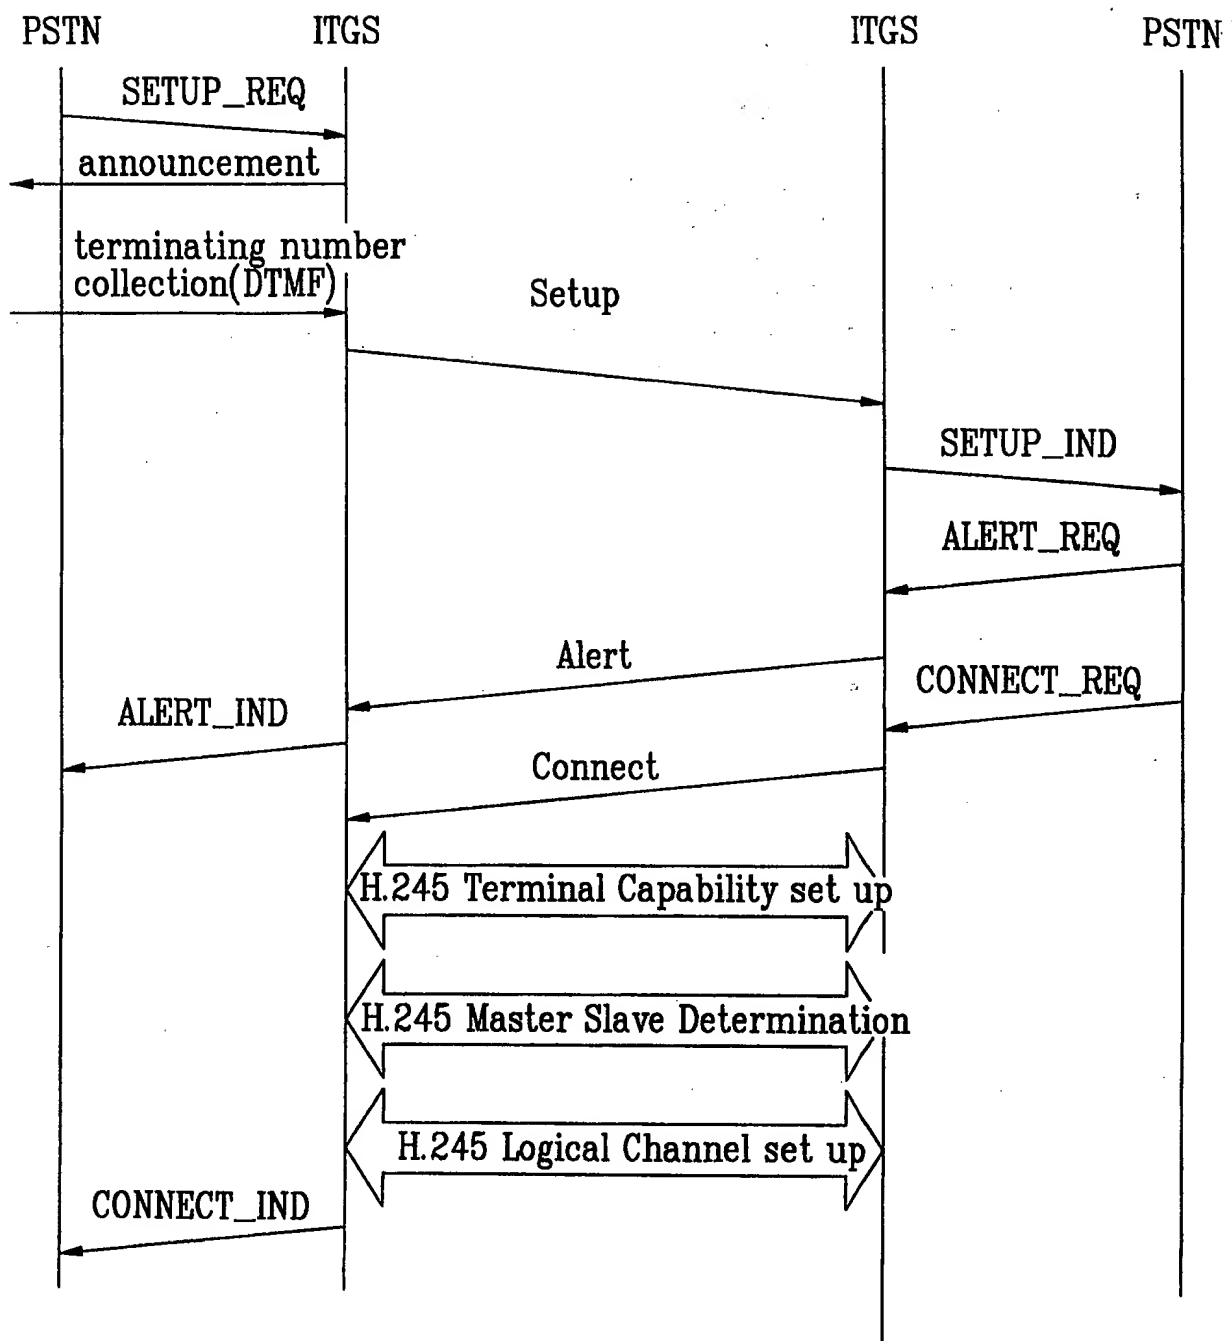 PSTN
ITGS
ITGS
PSTN
SETUP_REQ
announcement
terminating number
collection(DTMF)
Setup
SETUP_IND
ALERT_REQ
Alert
CONNECT_REQ
ALERT_IND
Connect
H.245 Terminal Capability set up
H.245 Master Slave Determination
H.245 Logical Channel set up
CONNECT_IND